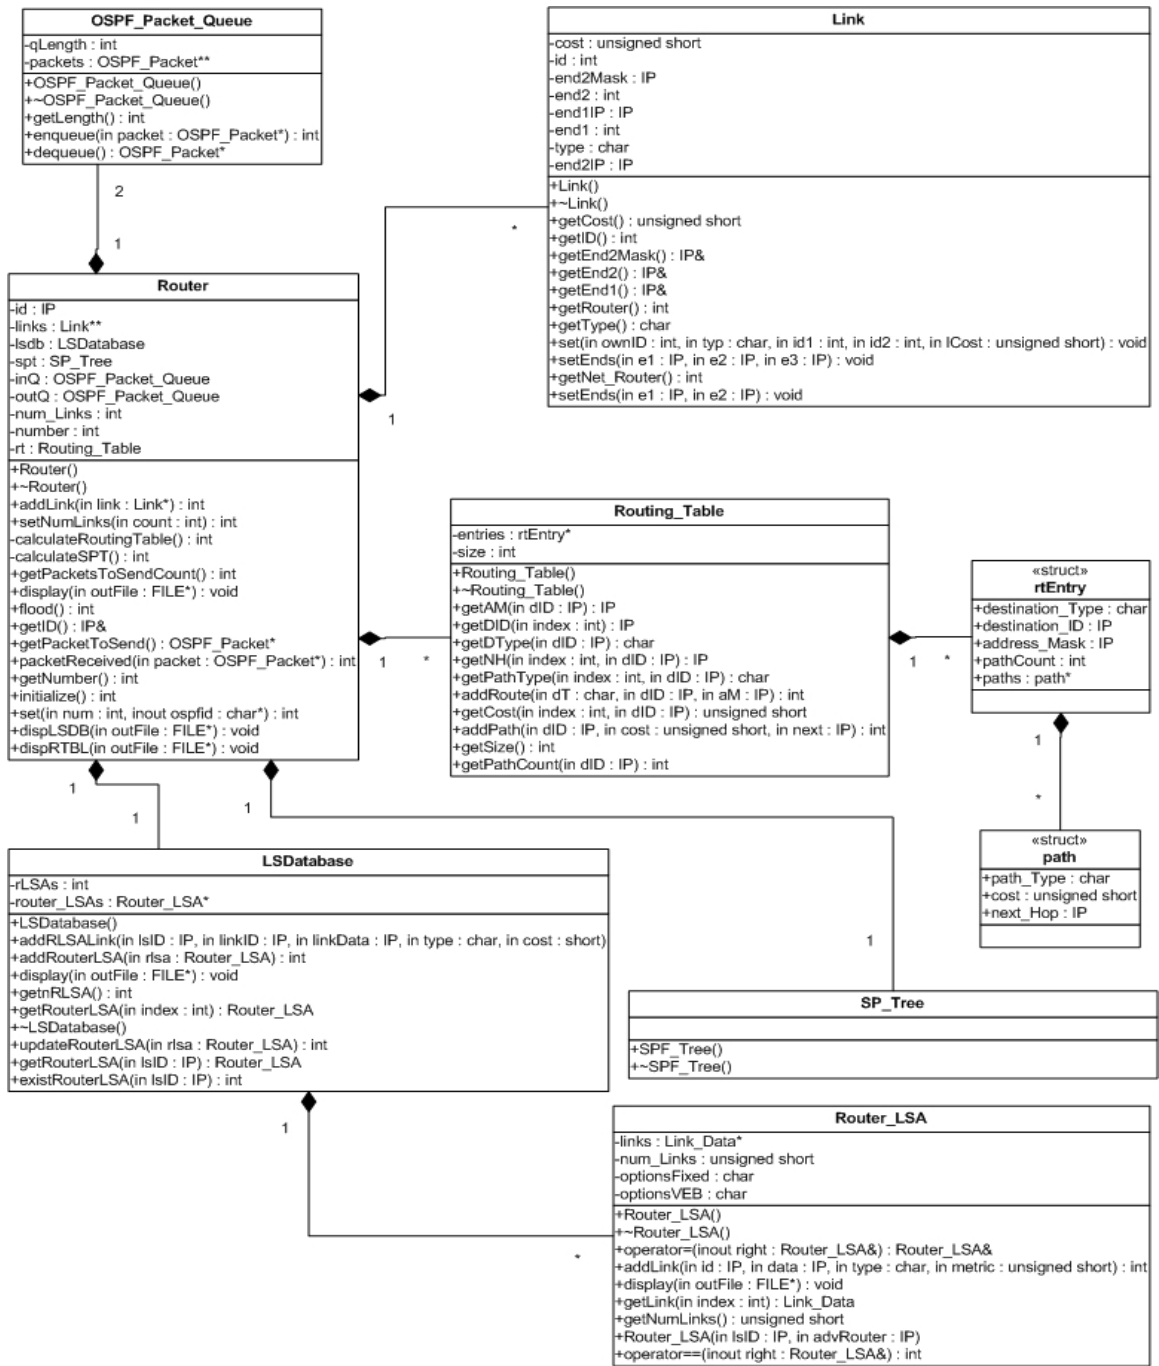 OSPF_Packet_Queue
-qLength : int
-packets : OSPF_Packet**
+OSPF_Packet_Queue()
+~OSPF_Packet_Queue()
+getLength() : int
+enqueue(in packet : OSPF_Packet*) : int
+dequeue() : OSPF_Packet*
2
1
Link
-cost : unsigned short
-id : int
-end2Mask : IP
-end2 : int
-end1IP : IP
-end1 : int
-type : char
-end2IP : IP
+Link()
+~Link()
+getCost() : unsigned short
+getID() : int
+getEnd2Mask() : IP&
+getEnd2() : IP&
+getEnd1() : IP&
+getRouter() : int
+getType() : char
+set(in ownID : int, in typ : char, in id1 : int, in id2 : int, in lCost : unsigned short) : void
+setEnds(in e1 : IP, in e2 : IP, in e3 : IP) : void
+getNet_Router() : int
+setEnds(in e1 : IP, in e2 : IP) : void
*
1
Router
-id : IP
-links : Link**
-lsdb : LSDatabase
-spt : SP_Tree
-inQ : OSPF_Packet_Queue
-outQ : OSPF_Packet_Queue
-num_Links : int
-number : int
-rt : Routing_Table
+Router()
+~Router()
+addLink(in link : Link*) : int
+setNumLinks(in count : int) : int
-calculateRoutingTable() : int
-calculateSPT() : int
+getPacketsToSendCount() : int
+display(in outFile : FILE*) : void
+flood() : int
+getID() : IP&
+getPacketToSend() : OSPF_Packet*
+packetReceived(in packet : OSPF_Packet*) : int
+getNumber() : int
+initialize() : int
+set(in num : int, inout ospfid : char*) : int
+dispLSDB(in outFile : FILE*) : void
+dispRTBL(in outFile : FILE*) : void
1
*
Routing_Table
-entries : rtEntry*
-size : int
+Routing_Table()
+~Routing_Table()
+getAM(in dID : IP) : IP
+getDID(in index : int) : IP
+getDType(in dID : IP) : char
+getNH(in index : int, in dID : IP) : IP
+getPathType(in index : int, in dID : IP) : char
+addRoute(in dT : char, in dID : IP, in aM : IP) : int
+getCost(in index : int, in dID : IP) : unsigned short
+addPath(in dID : IP, in cost : unsigned short, in next : IP) : int
+getSize() : int
+getPathCount(in dID : IP) : int
1
*
«struct»
rtEntry
+destination_Type : char
+destination_ID : IP
+address_Mask : IP
+pathCount : int
+paths : path*
1
*
«struct»
path
+path_Type : char
+cost : unsigned short
+next_Hop : IP
1
1
1
1
LSDatabase
-rLSAs : int
-router_LSAs : Router_LSA*
+LSDatabase()
+addRLSALink(in lsID : IP, in linkID : IP, in linkData : IP, in type : char, in cost : short)
+addRouterLSA(in rlsa : Router_LSA) : int
+display(in outFile : FILE*) : void
+getnRLSA() : int
+getRouterLSA(in index : int) : Router_LSA
+~LSDatabase()
+updateRouterLSA(in rlsa : Router_LSA) : int
+getRouterLSA(in lsID : IP) : Router_LSA
+existRouterLSA(in lsID : IP) : int
SP_Tree
+SPF_Tree()
+~SPF_Tree()
1
*
Router_LSA
-links : Link_Data*
-num_Links : unsigned short
-optionsFixed : char
-optionsVEB : char
+Router_LSA()
+~Router_LSA()
+operator=(inout right : Router_LSA&) : Router_LSA&
+addLink(in id : IP, in data : IP, in type : char, in metric : unsigned short) : int
+display(in outFile : FILE*) : void
+getLink(in index : int) : Link_Data
+getNumLinks() : unsigned short
+Router_LSA(in lsID : IP, in advRouter : IP)
+operator==(inout right : Router_LSA&) : int